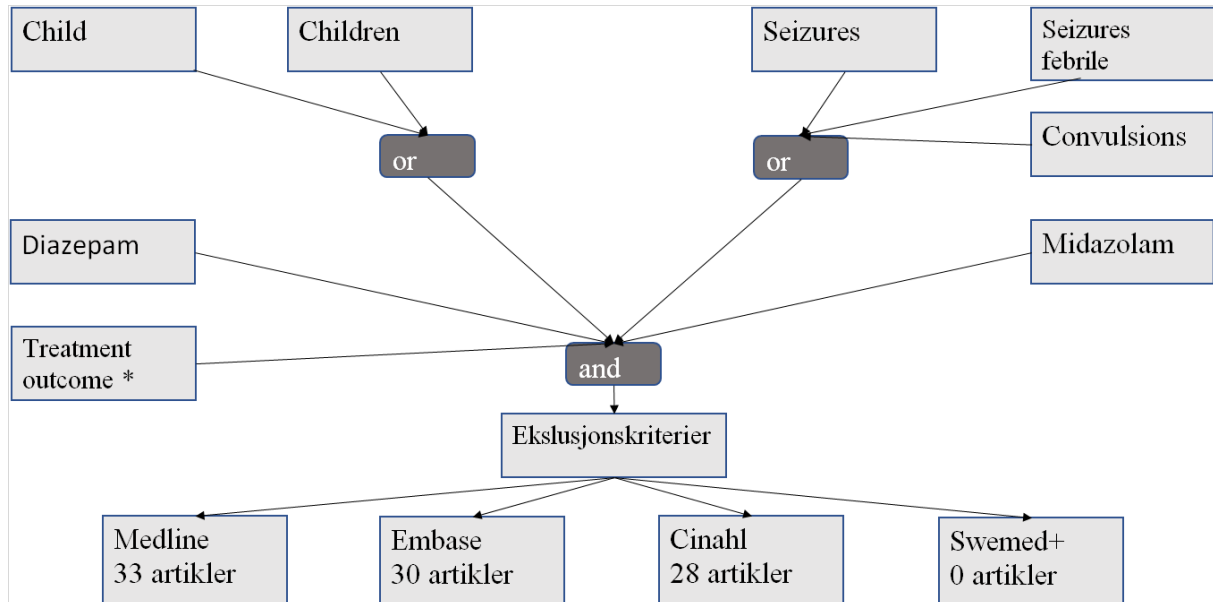 Child
Children
Seizures
Seizures
febrile
Convulsions
or
or
Diazepam
Midazolam
Treatment
outcome *
and
Ekslusjonskriterier
Medline
33 artikler
Embase
30 artikler
Cinahl
28 artikler
Swemed+
0 artikler